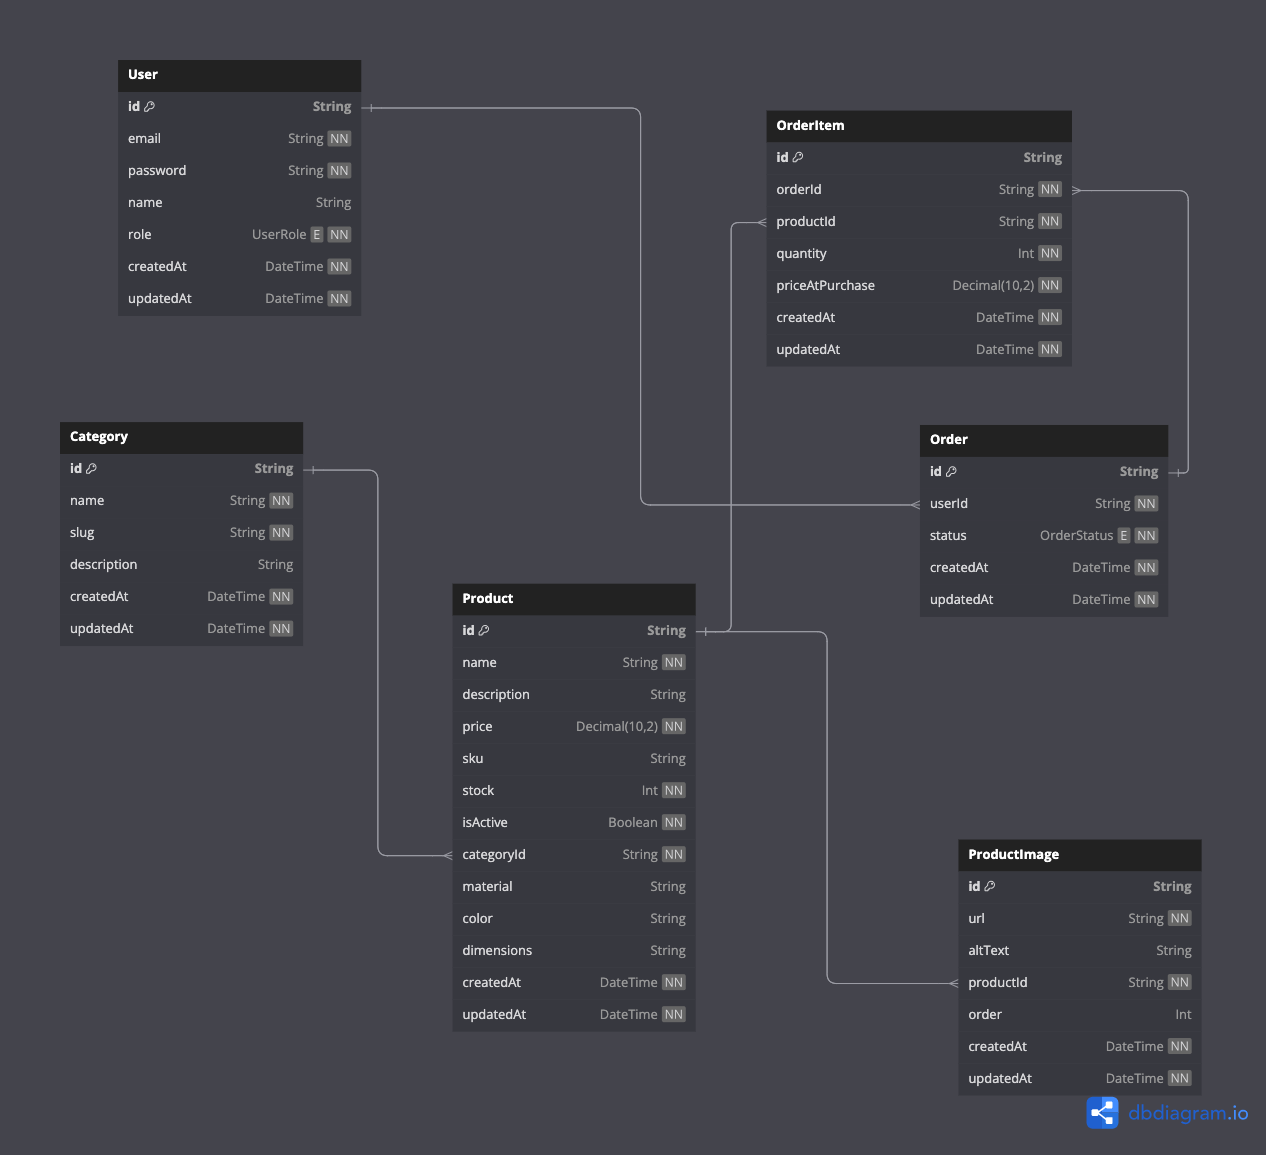 User
id String
email String NN
password String NN
name String
role UserRole E NN
createdAt DateTime NN
updatedAt DateTime NN
OrderItem
id String
orderId String NN
productId String NN
quantity Int NN
priceAtPurchase Decimal(10,2) NN
createdAt DateTime NN
updatedAt DateTime NN
Category
id String
name String NN
slug String NN
description String
createdAt DateTime NN
updatedAt DateTime NN
Order
id String
userId String NN
status OrderStatus E NN
createdAt DateTime NN
updatedAt DateTime NN
Product
id String
name String NN
description String
price Decimal(10,2) NN
sku String
stock Int NN
isActive Boolean NN
categoryId String NN
material String
color String
dimensions String
createdAt DateTime NN
updatedAt DateTime NN
ProductImage
id String
url String NN
altText String
productId String NN
order Int
createdAt DateTime NN
updatedAt DateTime NN
dbdiagram.io